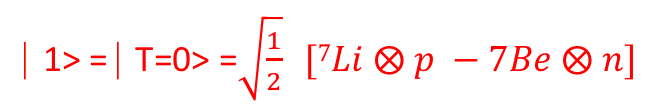 | 1> = | T=0> = √(1/2) [⁷Li ⊗ p − 7Be ⊗ n]